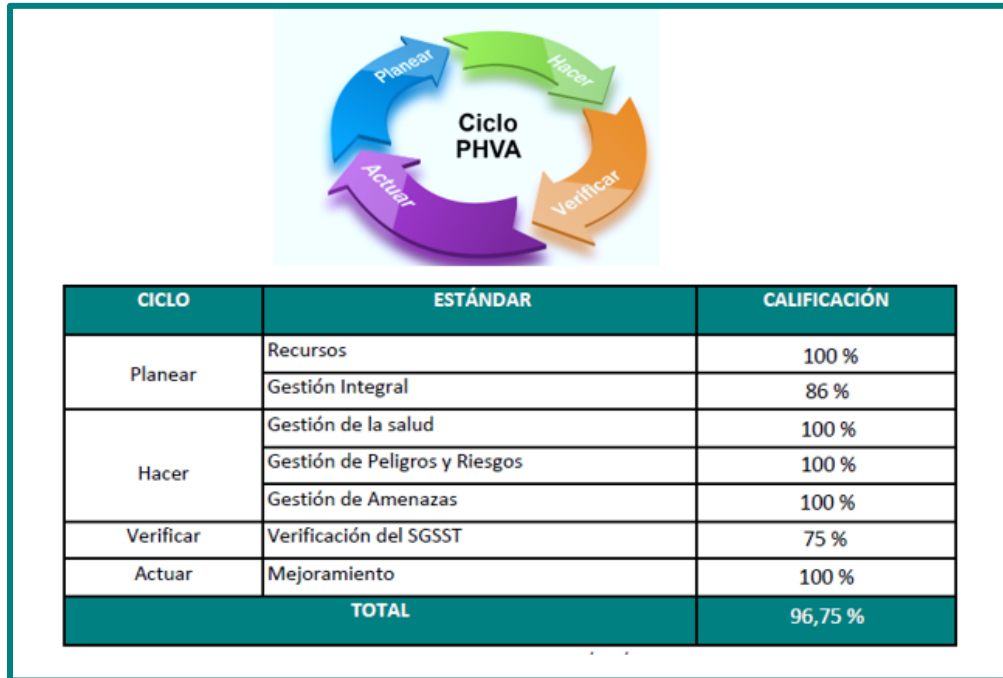 Planear
Hacer
Ciclo
PHVA
Actuar
Verificar
CICLO ESTÁNDAR CALIFICACIÓN
Planear
Recursos 100 %
Gestión Integral 86 %
Hacer
Gestión de la salud 100 %
Gestión de Peligros y Riesgos 100 %
Gestión de Amenazas 100 %
Verificar Verificación del SGSST 75 %
Actuar Mejoramiento 100 %
TOTAL 96,75 %